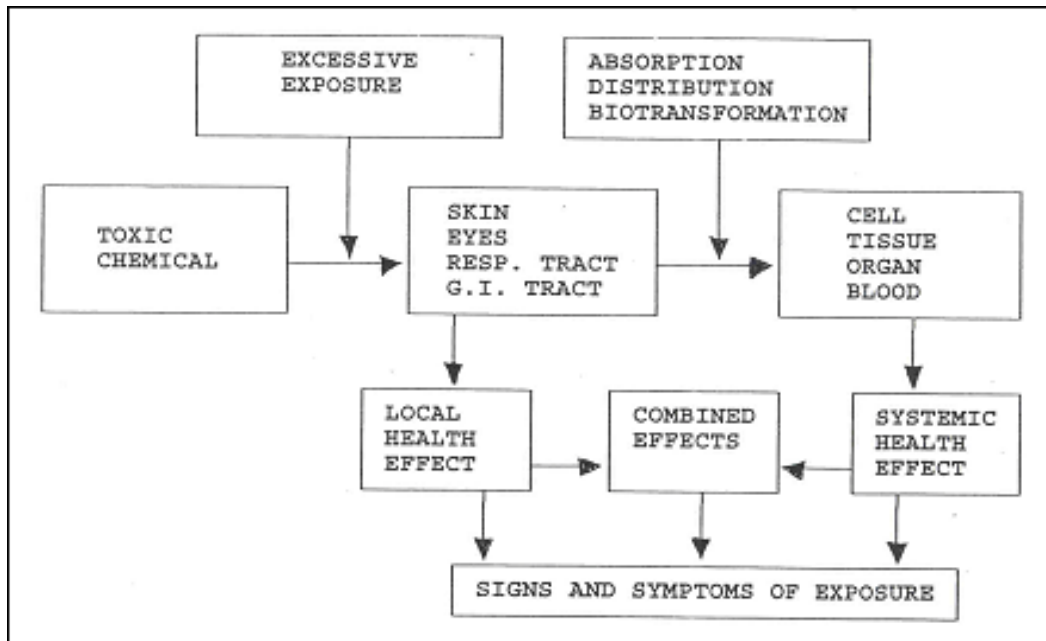 EXCESSIVE
EXPOSURE
ABSORPTION
DISTRIBUTION
BIOTRANSFORMATION
TOXIC
CHEMICAL
SKIN
EYES
RESP. TRACT
G.I. TRACT
CELL
TISSUE
ORGAN
BLOOD
LOCAL
HEALTH
EFFECT
COMBINED
EFFECTS
SYSTEMIC
HEALTH
EFFECT
SIGNS AND SYMPTOMS OF EXPOSURE